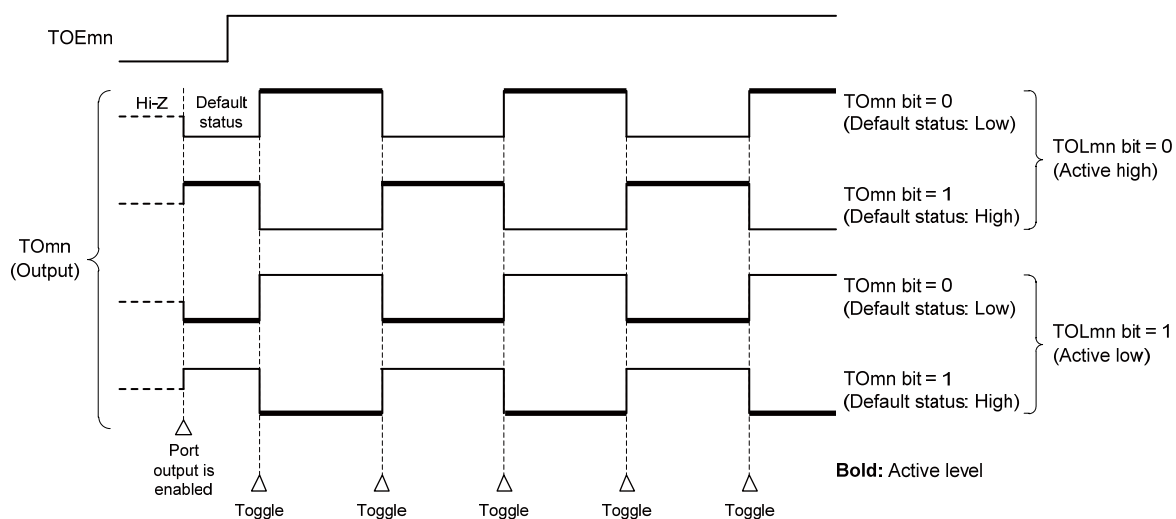 TOEmn
Hi-Z
Default
status
TOmn bit = 0
(Default status: Low)
TOLmn bit = 0
(Active high)
TOmn bit = 1
(Default status: High)
TOmn
(Output)
TOmn bit = 0
(Default status: Low)
TOLmn bit = 1
(Active low)
TOmn bit = 1
(Default status: High)
Port
output is
enabled
Bold: Active level
Toggle Toggle Toggle Toggle Toggle